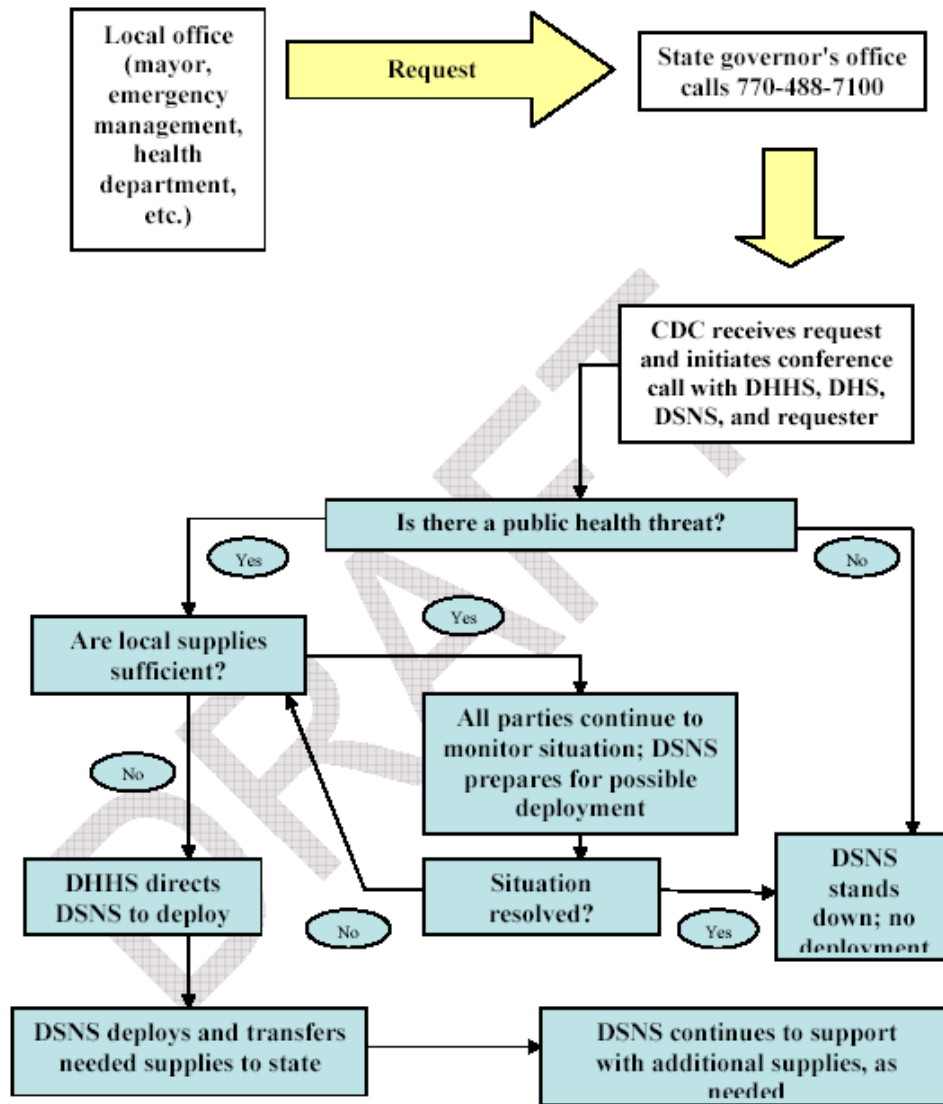 Local office
(mayor,
emergency
management,
health
department,
etc.)
Request
State governor's office
calls 770-488-7100
CDC receives request
and initiates conference
call with DHHS, DHS,
DSNS, and requester
Is there a public health threat?
Yes
No
Are local supplies
sufficient?
Yes
All parties continue to
monitor situation; DSNS
prepares for possible
deployment
No
DHHS directs
DSNS to deploy
Situation
resolved?
No
Yes
DSNS
stands
down; no
deployment
DSNS deploys and transfers
needed supplies to state
DSNS continues to support
with additional supplies, as
needed
DRAFT